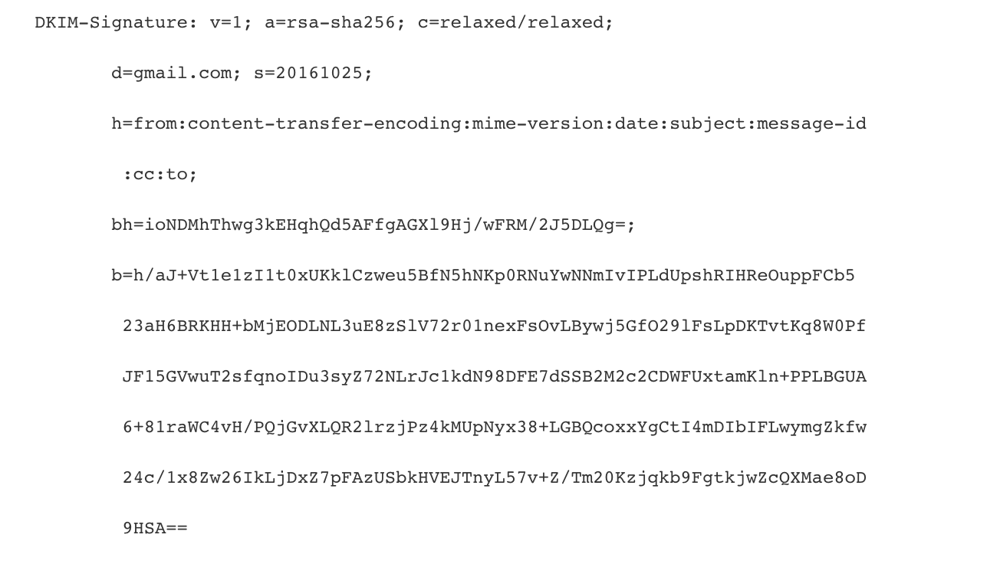 DKIM-Signature: v=1; a=rsa-sha256; c=relaxed/relaxed;
d=gmail.com; s=20161025;
h=from:content-transfer-encoding:mime-version:date:subject:message-id
:cc:to;
bh=ioNDMhThwg3kEHqhQd5AFfgAGXl9Hj/wFRM/2J5DLQg=;
b=h/aJ+Vt1e1zI1t0xUKklCzweu5BfN5hNKp0RNuYwNNmIvIPLdUpshRIHReOuppFCb5
23aH6BRKHH+bMjEODLNL3uE8zSlV72r01nexFsOvLBywj5GfO29lFsLpDKTvtKq8W0Pf
JF15GVwuT2sfqnoIDu3syZ72NLrJc1kdN98DFE7dSSB2M2c2CDWFUxtamKln+PPLBGUA
6+81raWC4vH/PQjGvXLQR2lrzjPz4kMUpNyx38+LGBQcoxxYgCtI4mDIbIFLwymgZkfw
24c/1x8Zw26IkLjDxZ7pFAzUSbkHVEJTnyL57v+Z/Tm20Kzjqkb9FgtkjwZcQXMae8oD
9HSA==